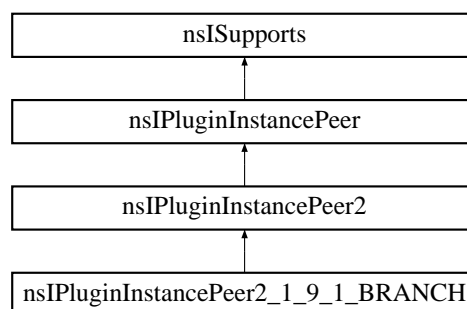 nsISupports
nsIPluginInstancePeer
nsIPluginInstancePeer2
nsIPluginInstancePeer2_1_9_1_BRANCH